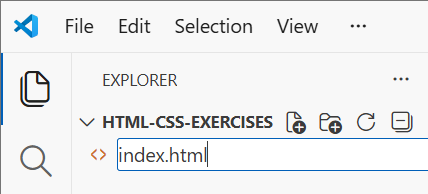 File Edit Selection View ...
EXPLORER ...
HTML-CSS-EXERCISES
<> index.html